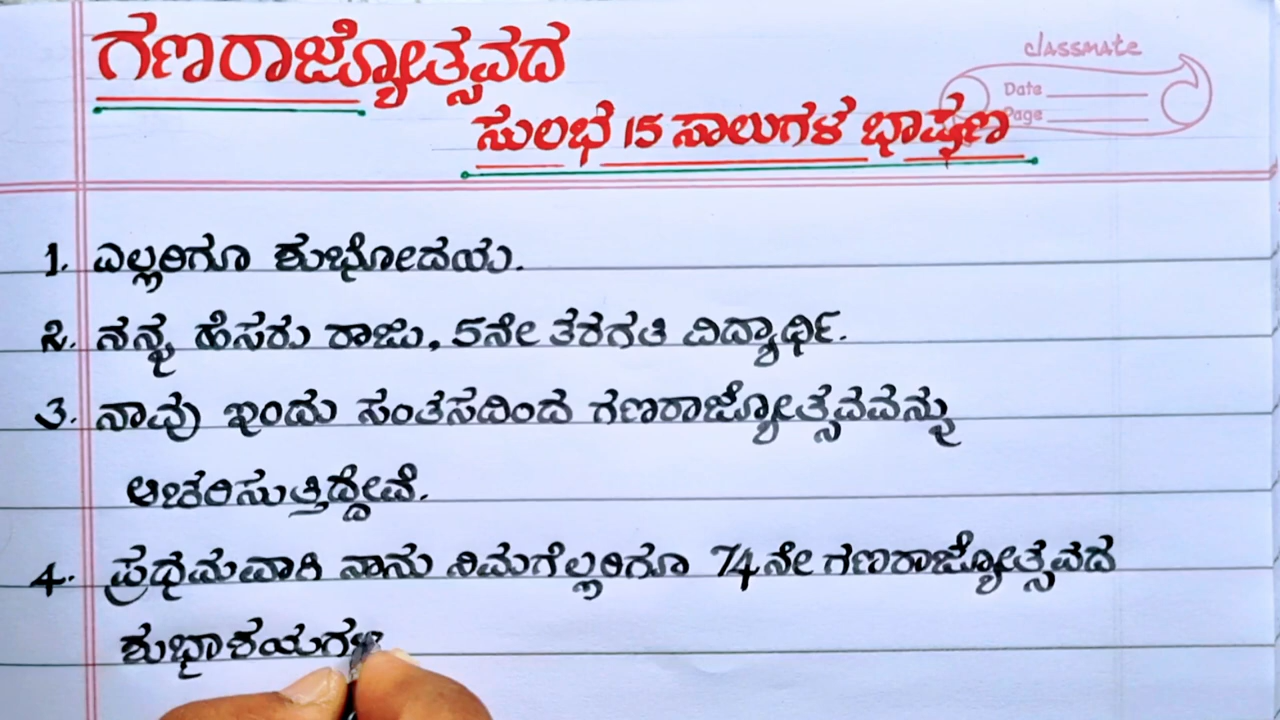 ಗಣರಾಜ್ಯೋತ್ಸವದ
classmate
Date
Page
ಸುಲಭ 15 ಸಾಲುಗಳ ಭಾಷಣ
1. ಎಲ್ಲರಿಗೂ ಶುಭೋದಯ.
2. ನನ್ನ ಹೆಸರು ರಾಜು, 5ನೇ ತರಗತಿ ವಿದ್ಯಾರ್ಥಿ.
3. ನಾವು ಇಂದು ಸಂತಸದಿಂದ ಗಣರಾಜ್ಯೋತ್ಸವವನ್ನು
ಆಚರಿಸುತ್ತಿದ್ದೇವೆ.
4. ಪ್ರಥಮವಾಗಿ ನಾನು ನಿಮಗೆಲ್ಲರಿಗೂ 74ನೇ ಗಣರಾಜ್ಯೋತ್ಸವದ